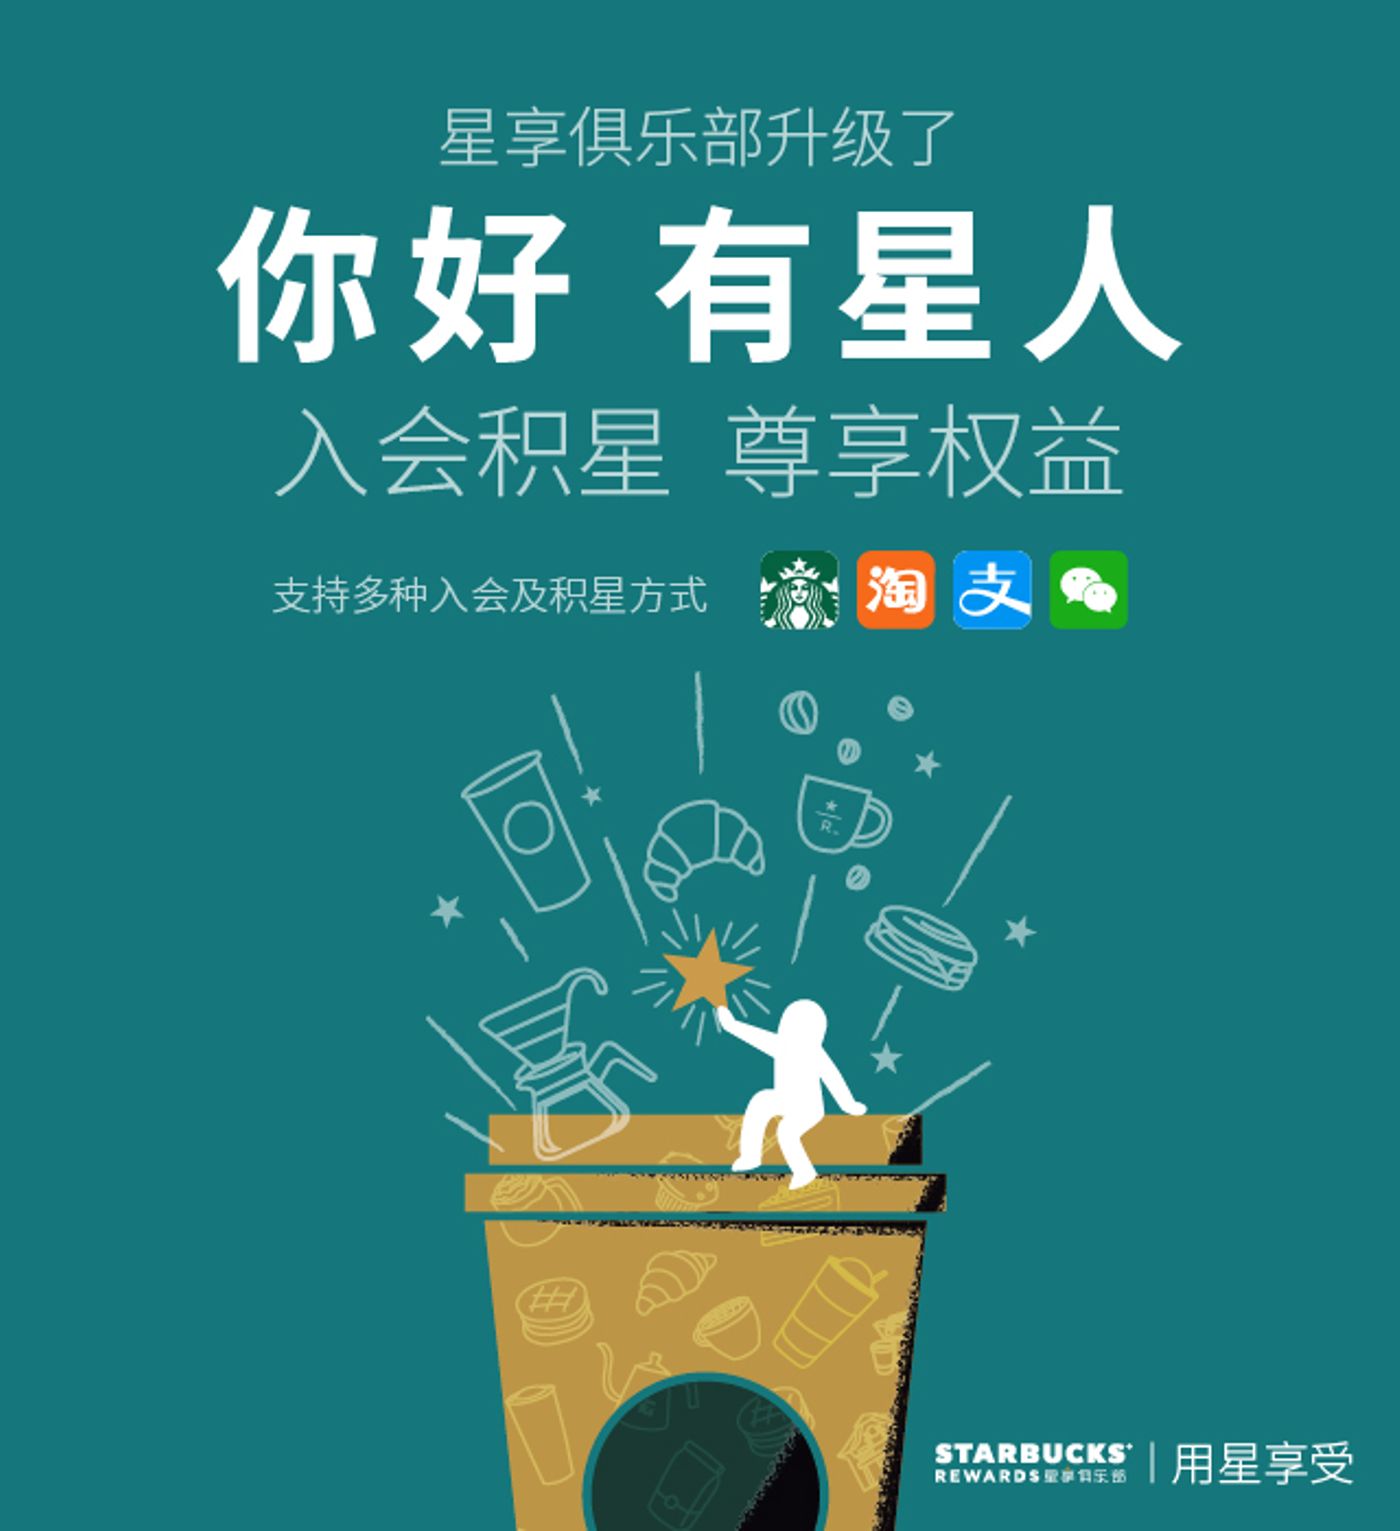 星享俱乐部升级了
你好 有星人
入会积星 尊享权益
支持多种入会及积星方式
淘
支
R
STARBUCKS
REWARDS 星享俱乐部
用星享受